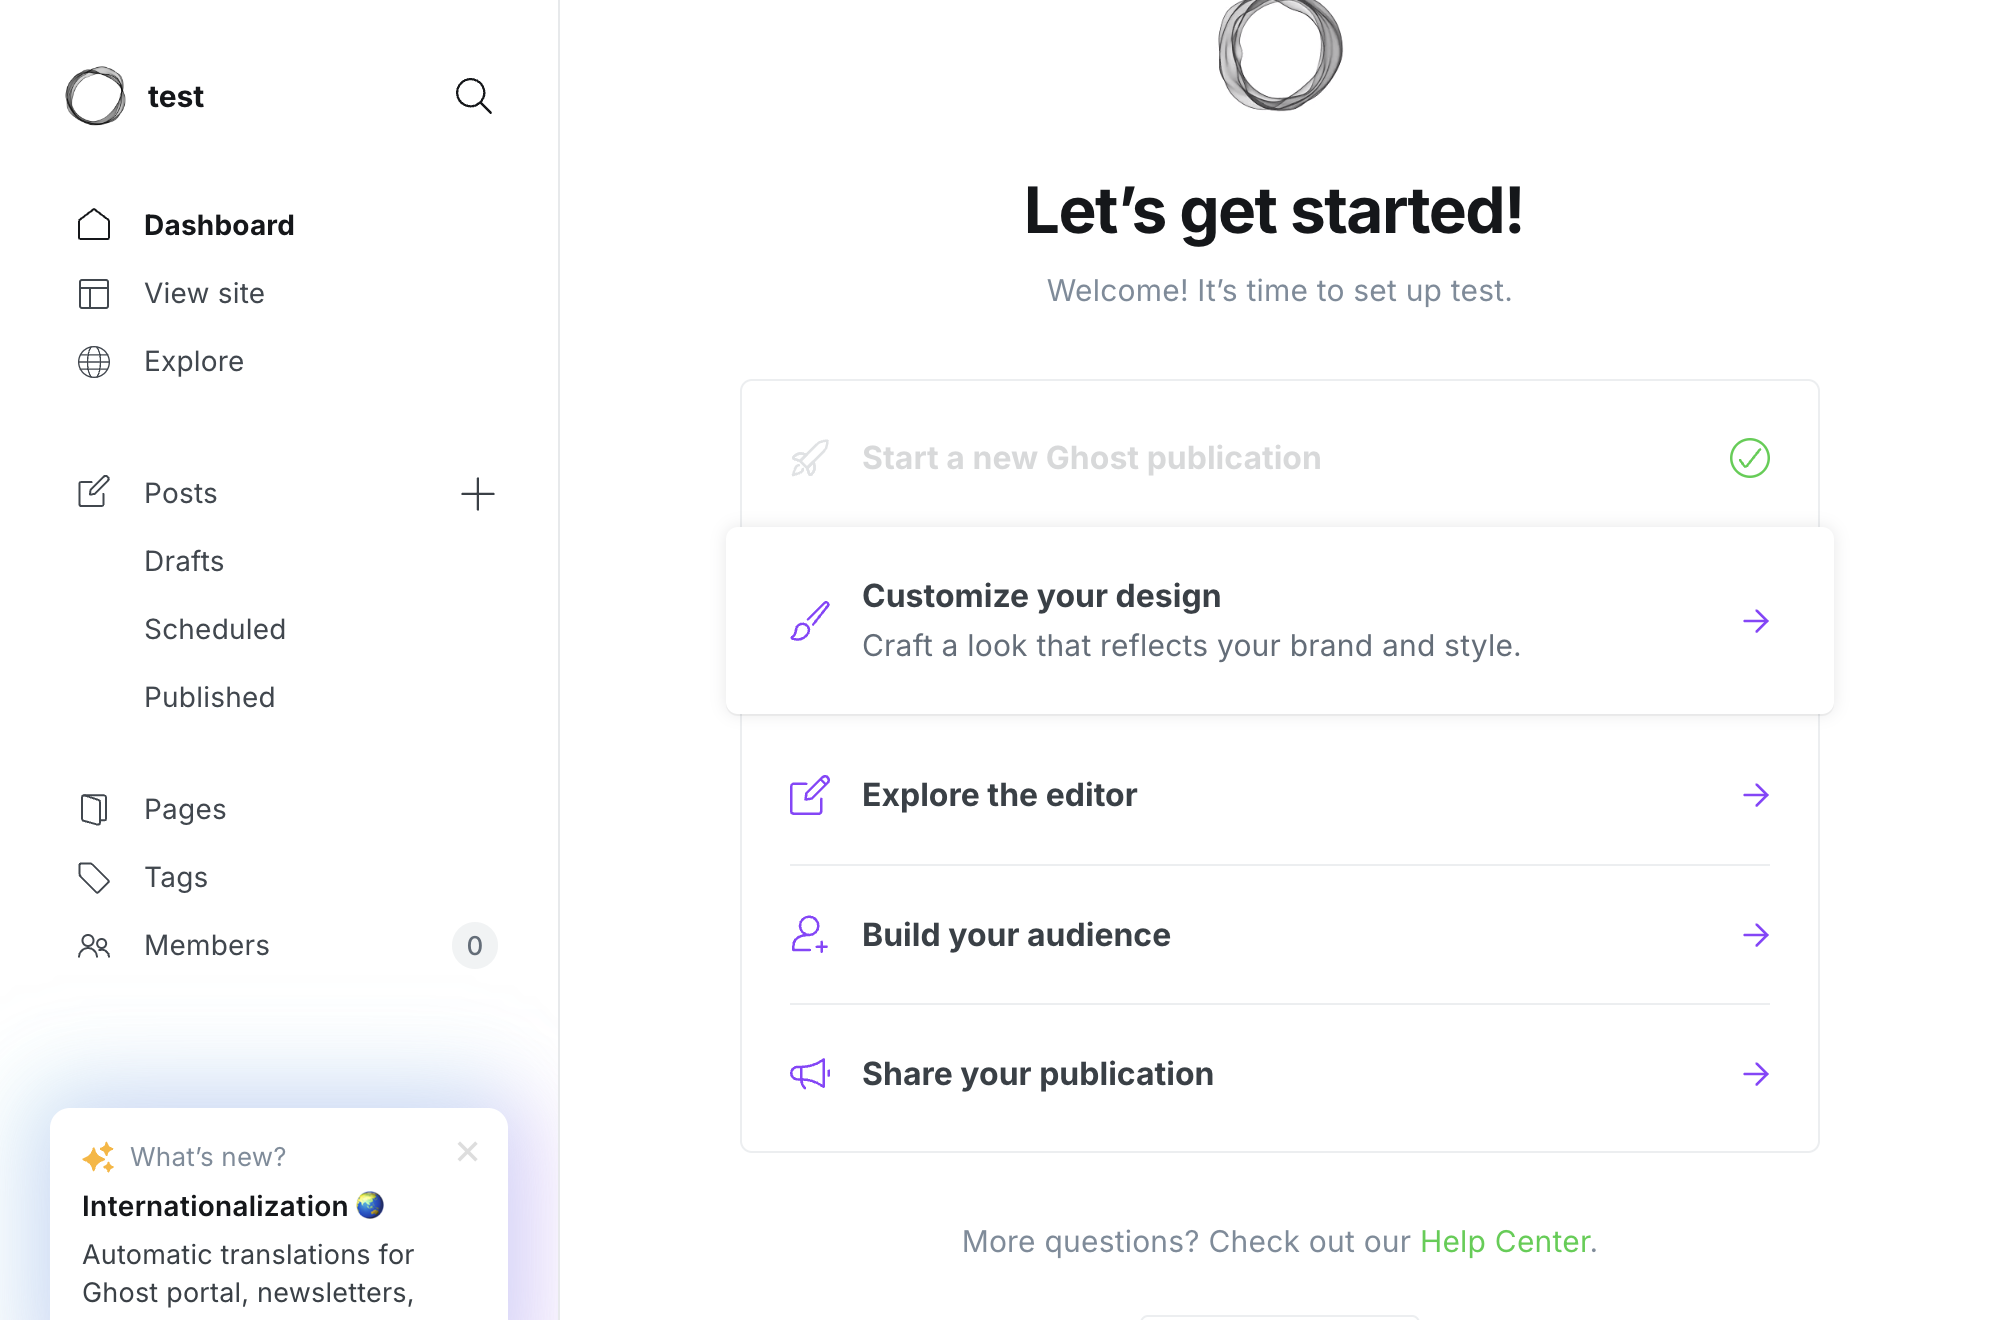 test
Dashboard
View site
Explore
Posts
Drafts
Scheduled
Published
Pages
Tags
Members
0
What’s new?
Internationalization 🌏
Automatic translations for
Ghost portal, newsletters,
Let’s get started!
Welcome! It’s time to set up test.
Start a new Ghost publication
Customize your design
Craft a look that reflects your brand and style.
Explore the editor
Build your audience
Share your publication
More questions? Check out our Help Center.